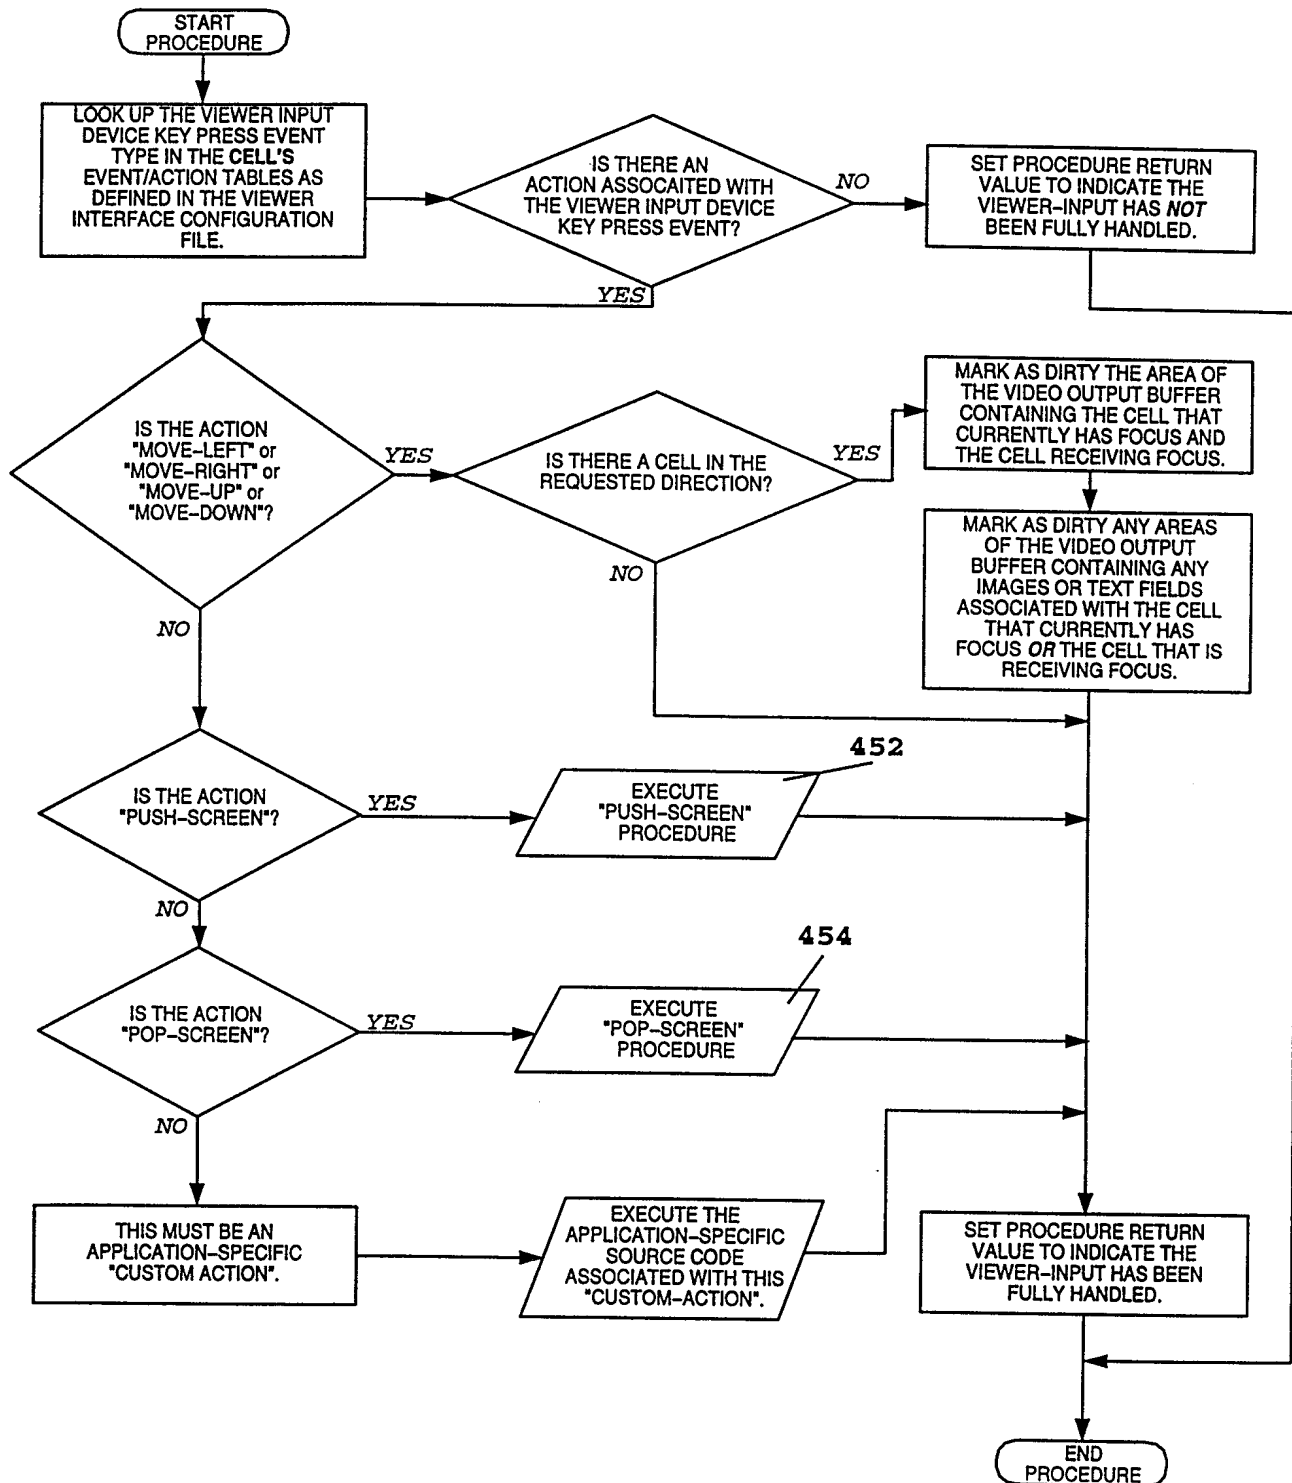 START
PROCEDURE
LOOK UP THE VIEWER INPUT
DEVICE KEY PRESS EVENT
TYPE IN THE CELL'S
EVENT/ACTION TABLES AS
DEFINED IN THE VIEWER
INTERFACE CONFIGURATION
FILE.
IS THERE AN
ACTION ASSOCAITED WITH
THE VIEWER INPUT DEVICE
KEY PRESS EVENT?
NO
SET PROCEDURE RETURN
VALUE TO INDICATE THE
VIEWER–INPUT HAS NOT
BEEN FULLY HANDLED.
YES
IS THE ACTION
"MOVE–LEFT" or
"MOVE–RIGHT" or
"MOVE–UP" or
"MOVE–DOWN"?
YES
IS THERE A CELL IN THE
REQUESTED DIRECTION?
YES
MARK AS DIRTY THE AREA OF
THE VIDEO OUTPUT BUFFER
CONTAINING THE CELL THAT
CURRENTLY HAS FOCUS AND
THE CELL RECEIVING FOCUS.
MARK AS DIRTY ANY AREAS
OF THE VIDEO OUTPUT
BUFFER CONTAINING ANY
IMAGES OR TEXT FIELDS
ASSOCIATED WITH THE CELL
THAT CURRENTLY HAS
FOCUS OR THE CELL THAT IS
RECEIVING FOCUS.
NO
NO
IS THE ACTION
"PUSH–SCREEN"?
YES
452
EXECUTE
"PUSH–SCREEN"
PROCEDURE
NO
IS THE ACTION
"POP–SCREEN"?
YES
454
EXECUTE
"POP–SCREEN"
PROCEDURE
NO
THIS MUST BE AN
APPLICATION–SPECIFIC
"CUSTOM ACTION".
EXECUTE THE
APPLICATION–SPECIFIC
SOURCE CODE
ASSOCIATED WITH THIS
"CUSTOM–ACTION".
SET PROCEDURE RETURN
VALUE TO INDICATE THE
VIEWER–INPUT HAS BEEN
FULLY HANDLED.
END
PROCEDURE